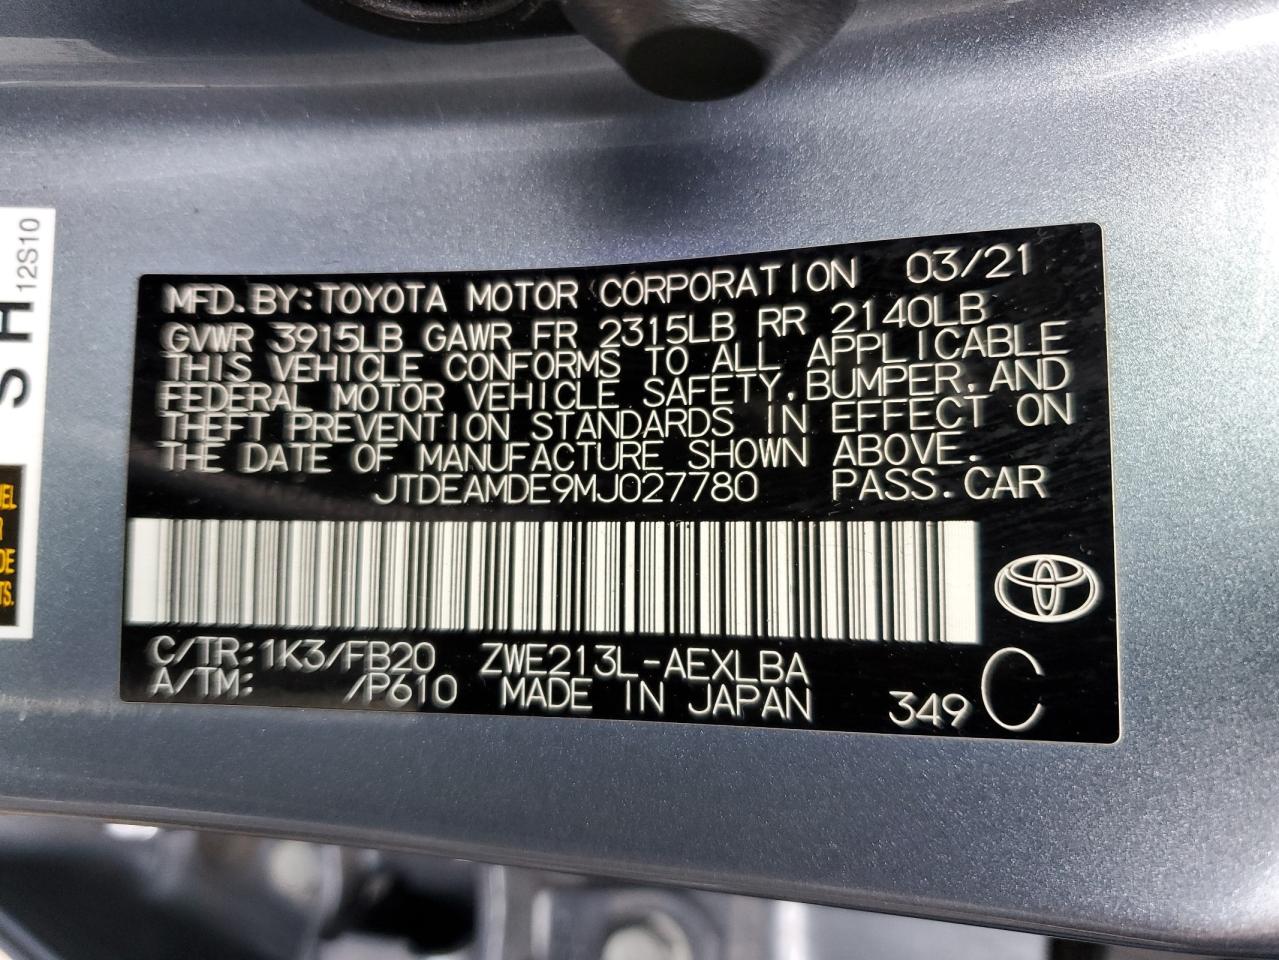 MFD.BY:TOYOTA MOTOR CORPORATION 03/21
GVWR 3915LB GAWR FR 2315LB RR 2140LB
THIS VEHICLE CONFORMS TO ALL APPLICABLE
FEDERAL MOTOR VEHICLE SAFETY,BUMPER,AND
THEFT PREVENTION STANDARDS IN EFFECT ON
THE DATE OF MANUFACTURE SHOWN ABOVE.
JTDEAMDE9MJ027780 PASS.CAR
C/TR:1K3/FB20 ZWE213L-AEXLBA
A/TM: /P610 MADE IN JAPAN 349 C
SH
12S10